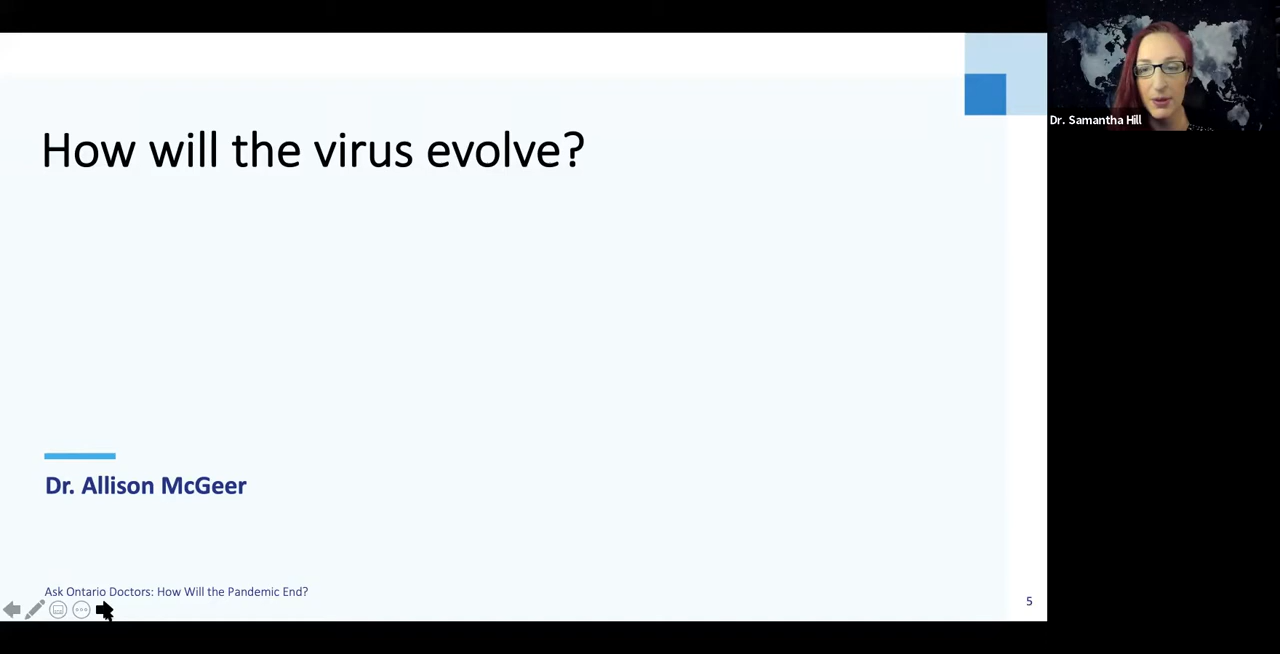 How will the virus evolve?
Dr. Samantha Hill
Dr. Allison McGeer
Ask Ontario Doctors: How Will the Pandemic End?
5